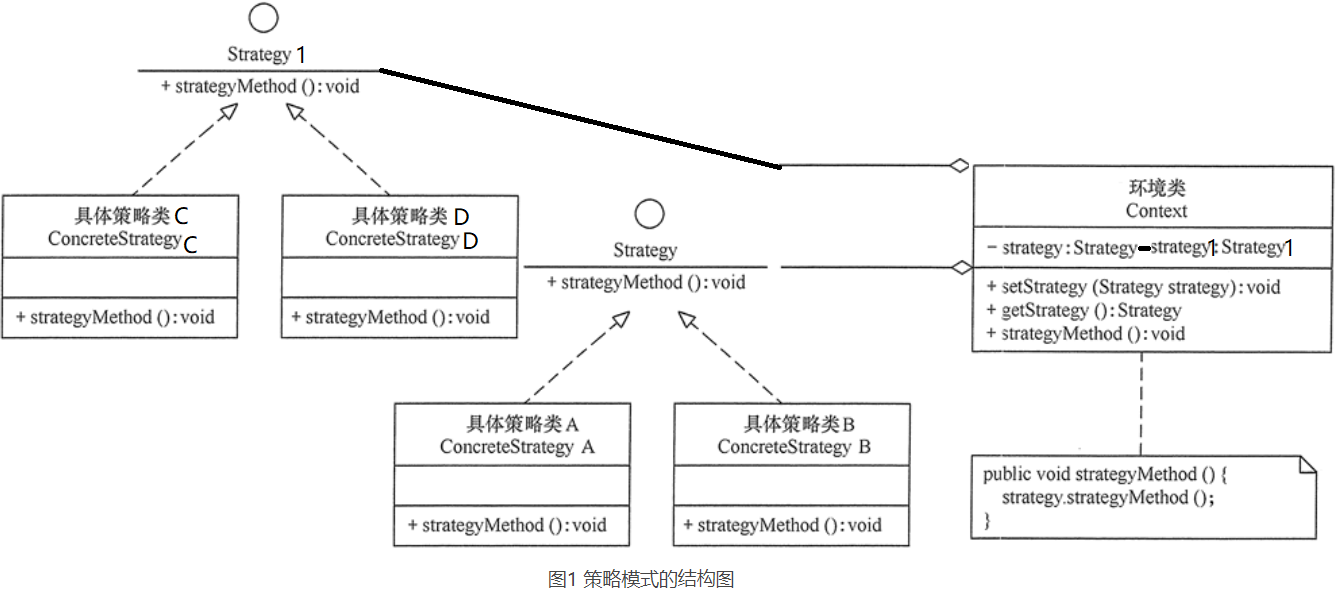 Strategy 1
+ strategyMethod ():void
具体策略类 C
ConcreteStrategy C
+ strategyMethod ():void
具体策略类 D
ConcreteStrategy D
+ strategyMethod ():void
Strategy
+ strategyMethod ():void
具体策略类 A
ConcreteStrategy A
+ strategyMethod ():void
具体策略类 B
ConcreteStrategy B
+ strategyMethod ():void
环境类
Context
- strategy:Strategy - strategy1:Strategy1
+ setStrategy (Strategy strategy):void
+ getStrategy ():Strategy
+ strategyMethod ():void
public void strategyMethod () {
strategy.strategyMethod ();
}
图1 策略模式的结构图